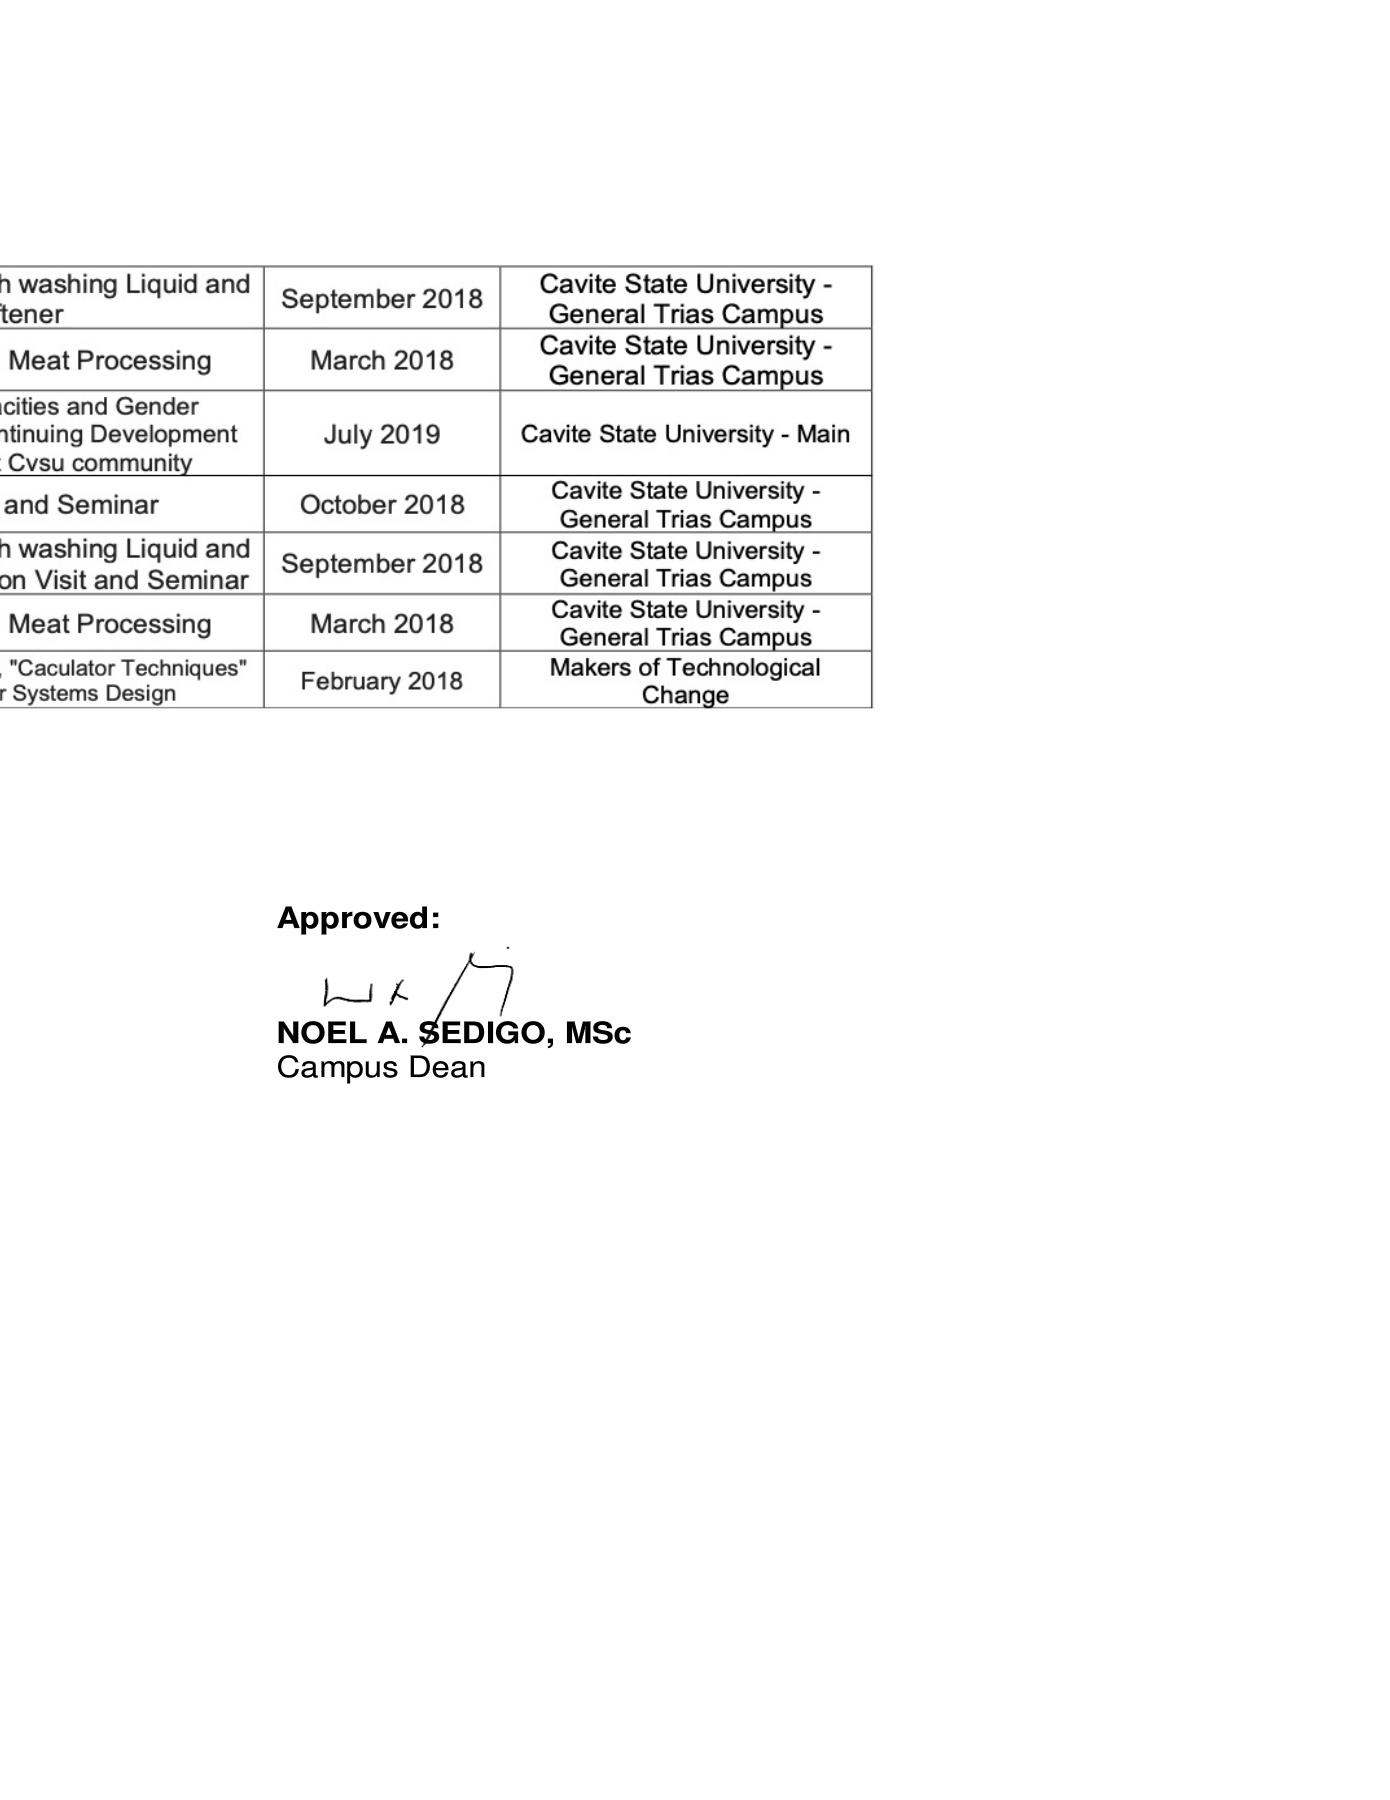 h washing Liquid and
ftener
September 2018
Cavite State University -
General Trias Campus
Meat Processing
March 2018
Cavite State University -
General Trias Campus
acities and Gender
ntinuing Development
t Cvsu community
July 2019
Cavite State University - Main
and Seminar
October 2018
Cavite State University -
General Trias Campus
h washing Liquid and
on Visit and Seminar
September 2018
Cavite State University -
General Trias Campus
Meat Processing
March 2018
Cavite State University -
General Trias Campus
, "Caculator Techniques"
r Systems Design
February 2018
Makers of Technological
Change
Approved:
NOEL A. SEDIGO, MSc
Campus Dean